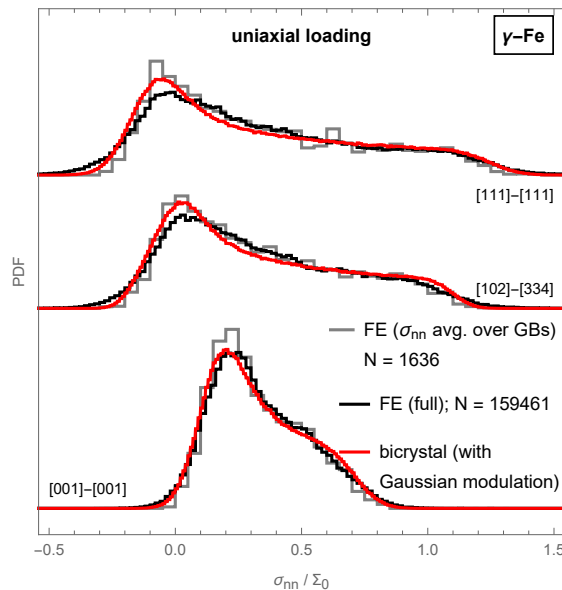 uniaxial loading
γ–Fe
[111]–[111]
[102]–[334]
FE (σnn avg. over GBs)
N = 1636
FE (full); N = 159461
bicrystal (with
Gaussian modulation)
[001]–[001]
PDF
−0.5 0.0 0.5 1.0 1.5
σnn / Σ0